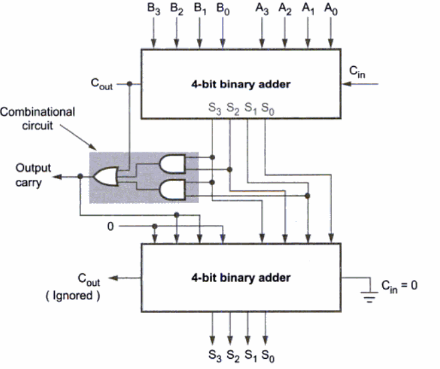 B3 B2 B1 B0 A3 A2 A1 A0
Cout 4-bit binary adder Cin
S3 S2 S1 S0
Combinational
circuit
Output
carry
0
Cout
( Ignored )
4-bit binary adder
Cin = 0
S3 S2 S1 S0